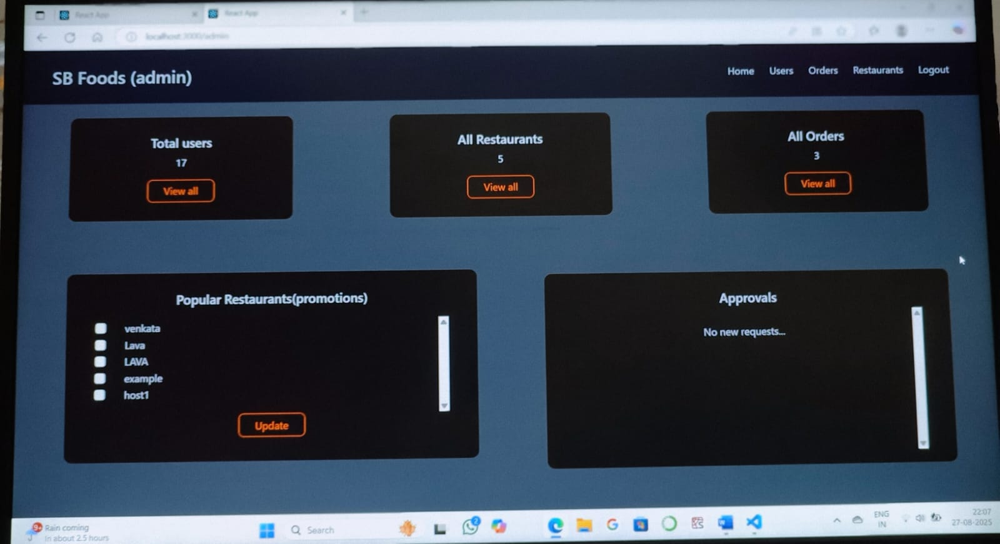 React App
React App
localhost:3000/admin
SB Foods (admin)
Home Users Orders Restaurants Logout
Total users
17
View all
All Restaurants
5
View all
All Orders
3
View all
Popular Restaurants(promotions)
venkata
Lava
LAVA
example
host1
Update
Approvals
No new requests...
9+
Rain coming
In about 2.5 hours
Search
2
ENG
IN
22:07
27-08-2025